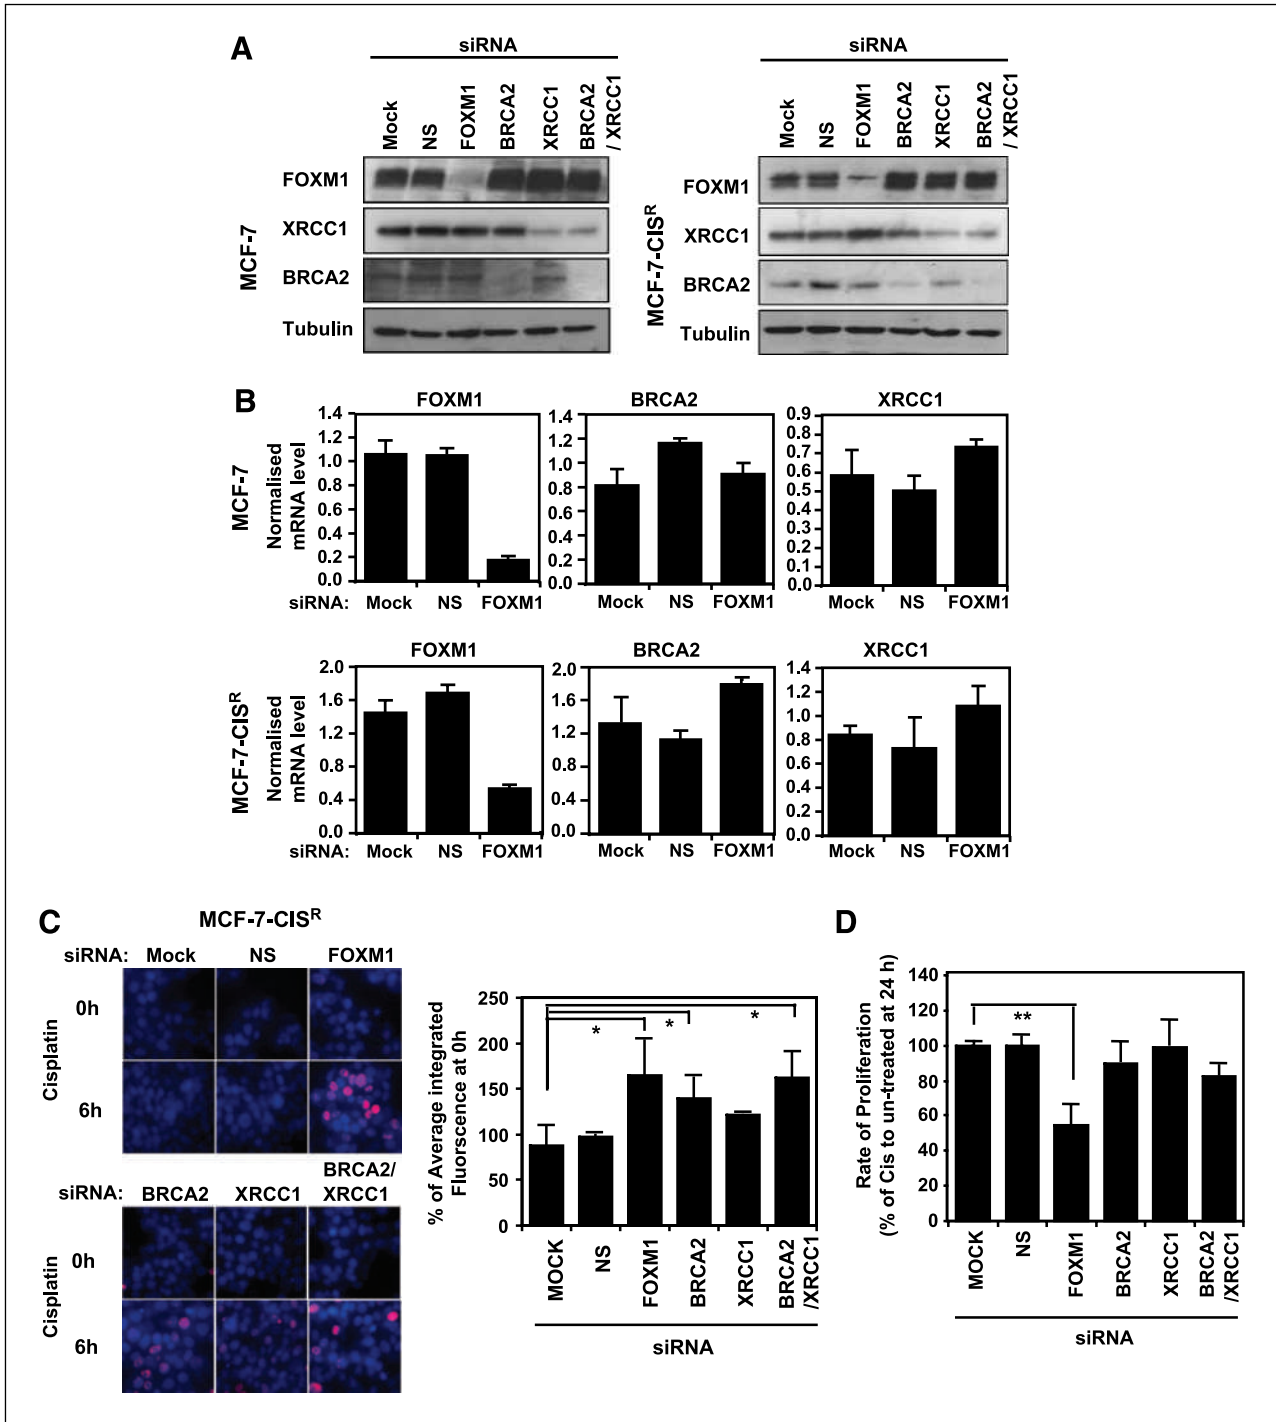 A
siRNA
Mock
NS
FOXM1
BRCA2
XRCC1
BRCA2
/ XRCC1
MCF-7
FOXM1
XRCC1
BRCA2
Tubulin
siRNA
Mock
NS
FOXM1
BRCA2
XRCC1
BRCA2
/ XRCC1
MCF-7-CISᴿ
FOXM1
XRCC1
BRCA2
Tubulin
B
MCF-7
Normalised
mRNA level
FOXM1
1.4
1.2
1.0
0.8
0.6
0.4
0.2
0.0
siRNA: Mock NS FOXM1
BRCA2
1.4
1.2
1.0
0.8
0.6
0.4
0.2
0.0
Mock NS FOXM1
XRCC1
0.9
0.8
0.7
0.6
0.5
0.4
0.3
0.2
0.1
0.0
Mock NS FOXM1
MCF-7-CISᴿ
Normalised
mRNA level
FOXM1
2.0
1.6
1.2
0.8
0.4
0.0
siRNA: Mock NS FOXM1
BRCA2
2.0
1.6
1.2
0.8
0.4
0.0
Mock NS FOXM1
XRCC1
1.4
1.2
1.0
0.8
0.6
0.4
0.2
0.0
Mock NS FOXM1
C
MCF-7-CISᴿ
siRNA: Mock NS FOXM1
Cisplatin
0h
6h
BRCA2/
siRNA: BRCA2 XRCC1 XRCC1
Cisplatin
0h
6h
% of Average integrated
Fluorscence at 0h
250
200
150
100
50
0
* * *
MOCK
NS
FOXM1
BRCA2
XRCC1
BRCA2
/XRCC1
siRNA
D
Rate of Proliferation
(% of Cis to un-treated at 24 h)
140
120
100
80
60
40
20
0
**
MOCK
NS
FOXM1
BRCA2
XRCC1
BRCA2
/XRCC1
siRNA